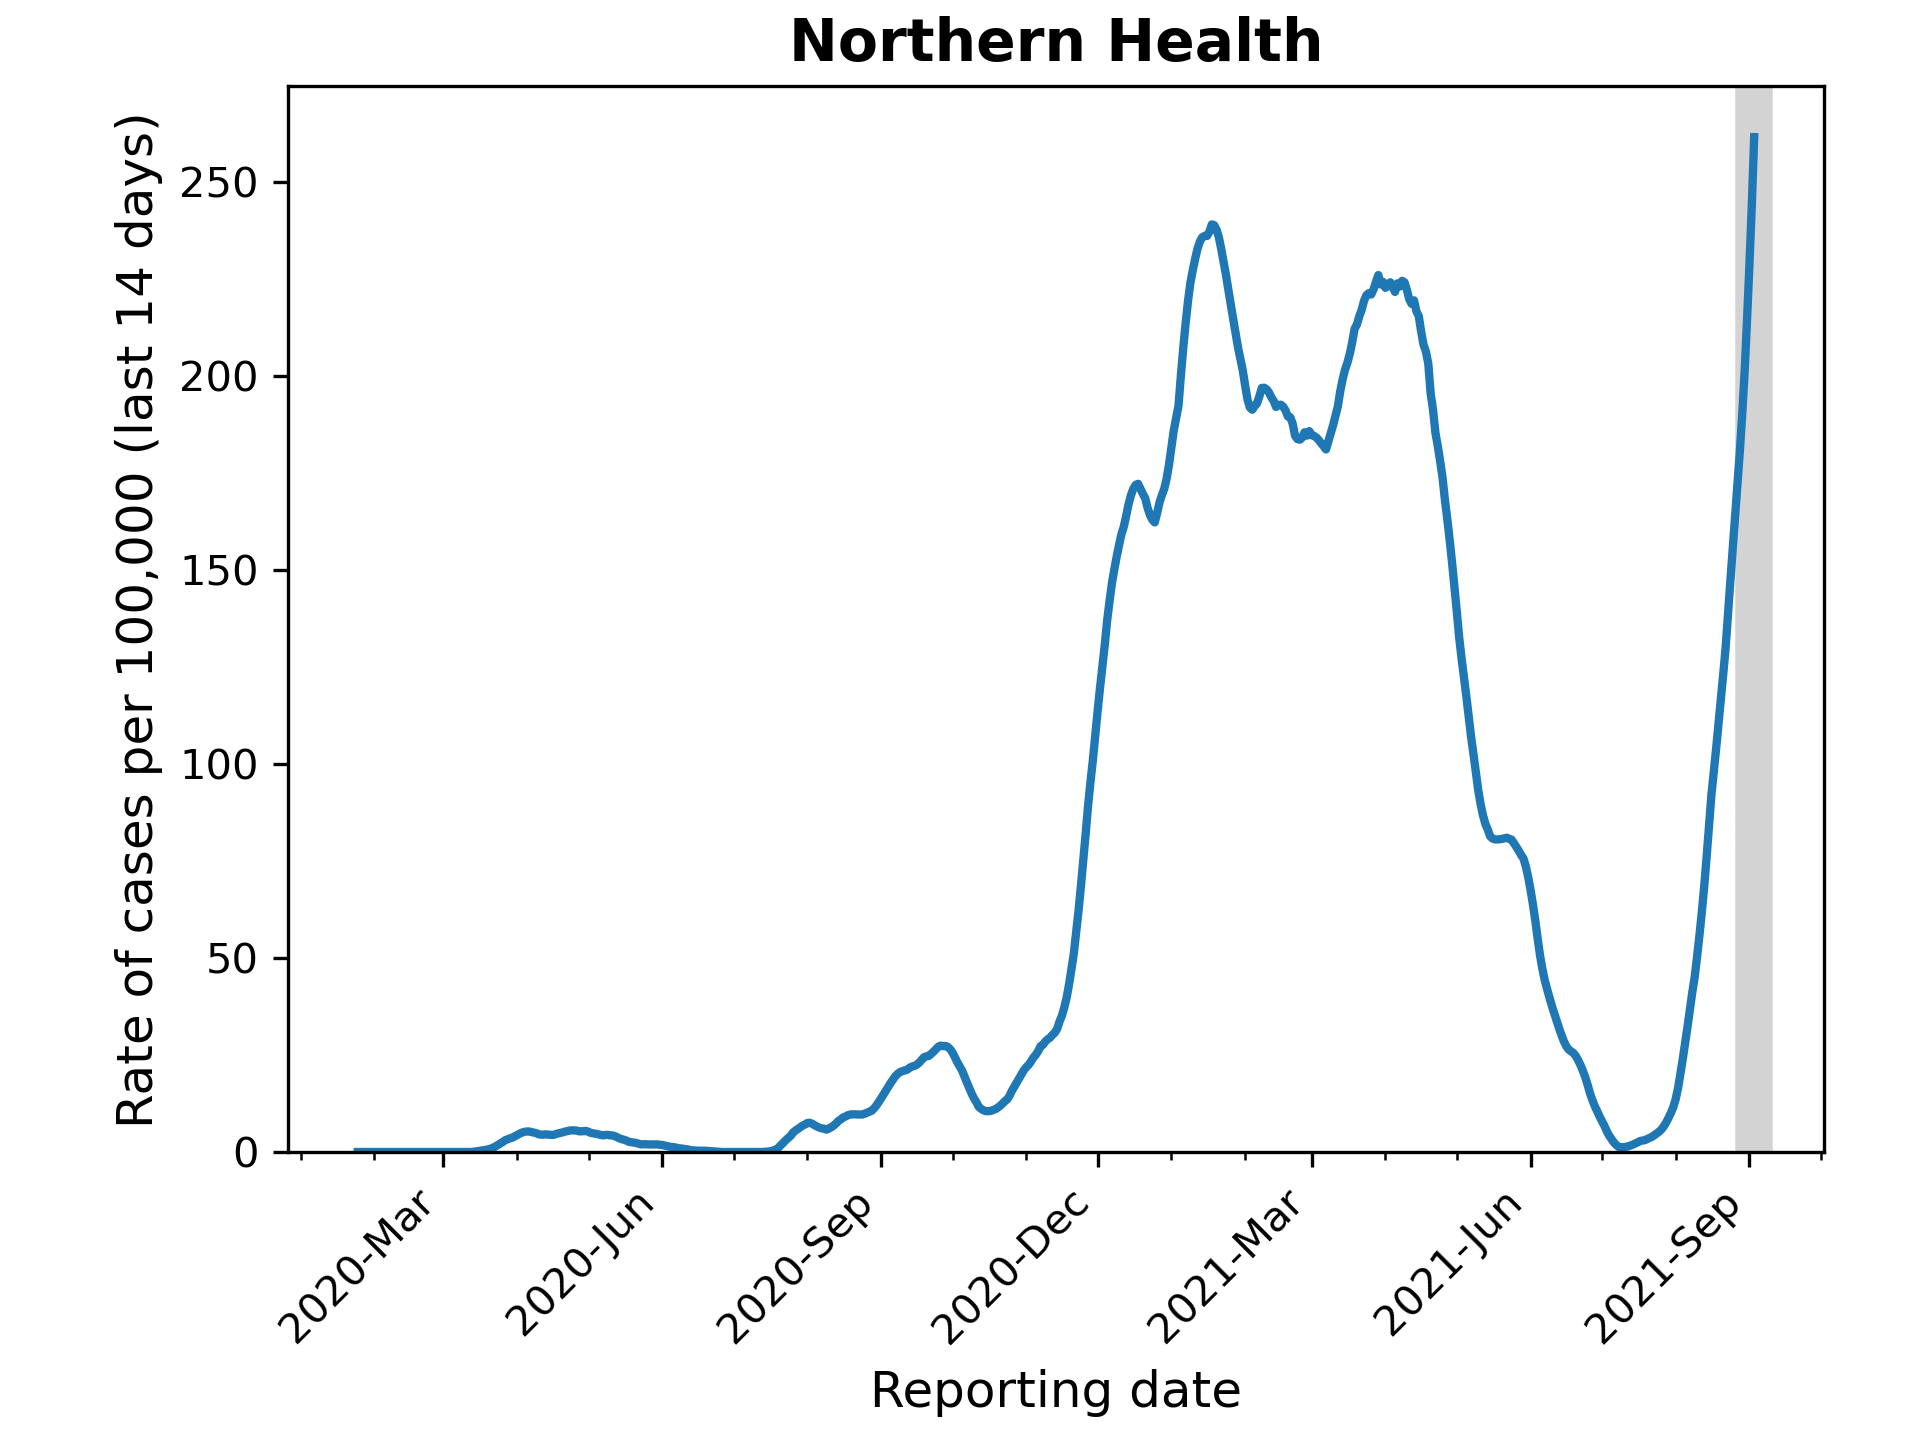 Northern Health
Rate of cases per 100,000 (last 14 days)
250
200
150
100
50
0
2020-Mar
2020-Jun
2020-Sep
2020-Dec
2021-Mar
2021-Jun
2021-Sep
Reporting date